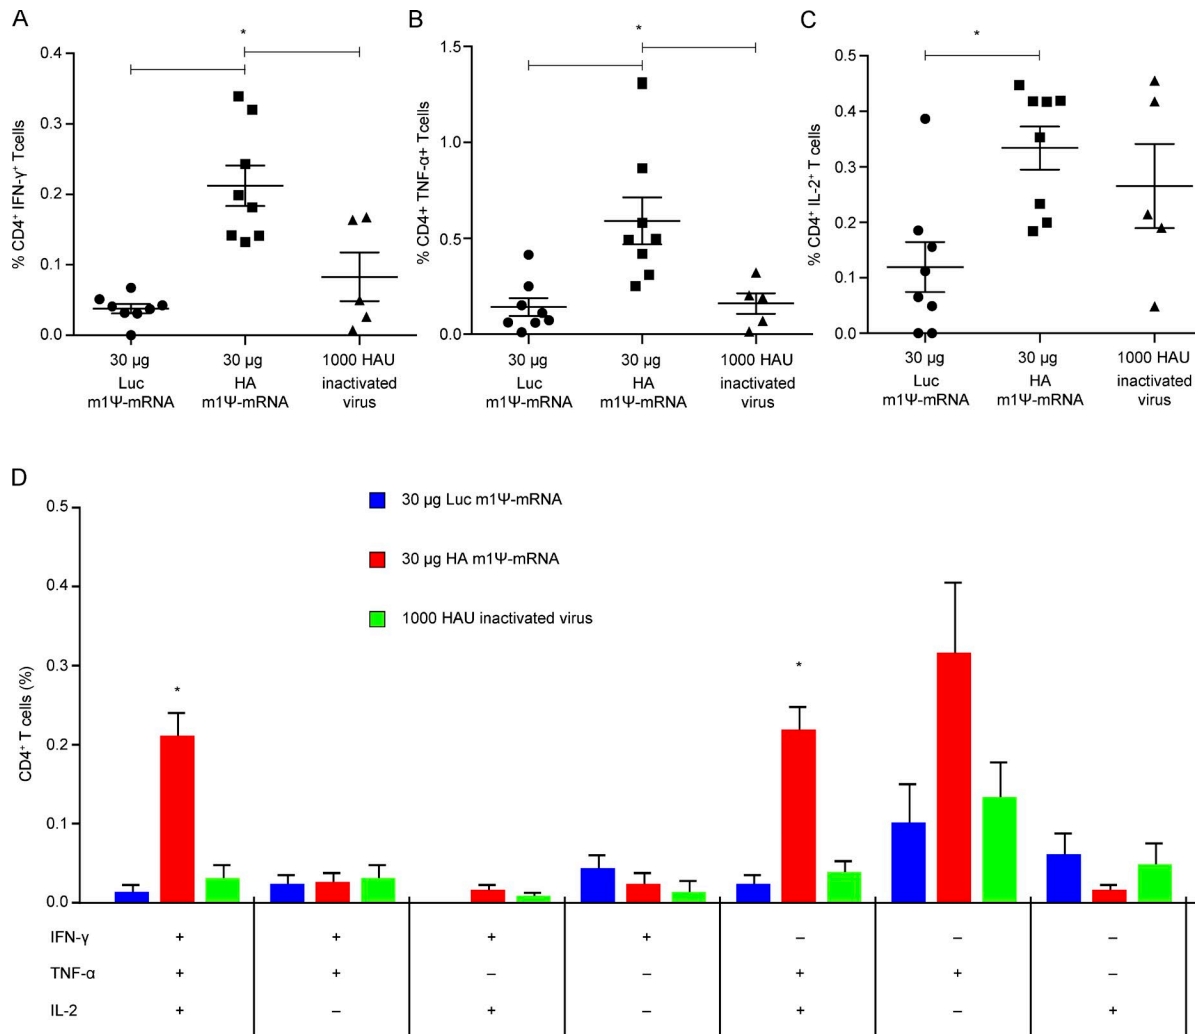 A
*
0.4
0.3
0.2
0.1
0.0
% CD4⁺ IFN-γ⁺ Tcells
30 µg
Luc
m1Ψ-mRNA
30 µg
HA
m1Ψ-mRNA
1000 HAU
inactivated
virus
B
*
1.5
1.0
0.5
0.0
% CD4+ TNF-α+ Tcells
30 µg
Luc
m1Ψ-mRNA
30 µg
HA
m1Ψ-mRNA
1000 HAU
inactivated
virus
C
*
0.5
0.4
0.3
0.2
0.1
0.0
% CD4⁺ IL-2⁺ T cells
30 µg
Luc
m1Ψ-mRNA
30 µg
HA
m1Ψ-mRNA
1000 HAU
inactivated
virus
D
30 µg Luc m1Ψ-mRNA
30 µg HA m1Ψ-mRNA
1000 HAU inactivated virus
0.5
0.4
0.3
0.2
0.1
0.0
CD4⁺ T cells (%)
* *
IFN-γ + + + + – – –
TNF-α + + – – + + –
IL-2 + – + – + – +